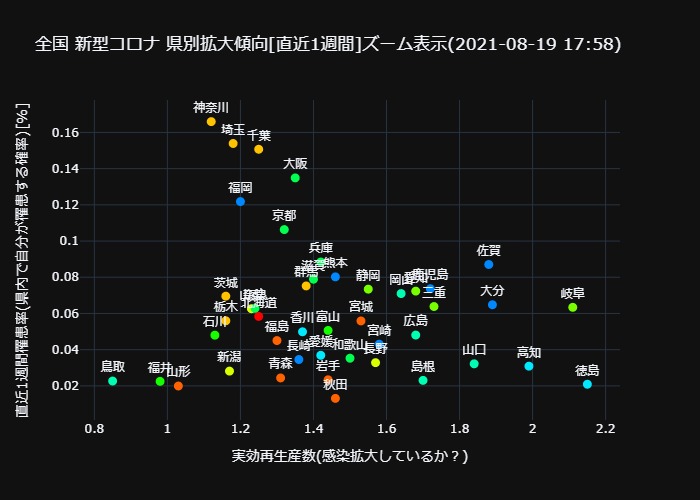 全国 新型コロナ 県別拡大傾向[直近1週間]ズーム表示(2021-08-19 17:58)
直近1週間罹患率(県内で自分が罹患する確率)[%]
0.16
0.14
0.12
0.1
0.08
0.06
0.04
0.02
神奈川
埼玉
千葉
大阪
福岡
京都
兵庫
佐賀
熊本
群馬
静岡
岡山
鹿児島
三重
大分
岐阜
茨城
栃木
北海道
石川
福島
香川
富山
宮城
宮崎
広島
長崎
愛媛
和歌山
長野
新潟
青森
岩手
秋田
鳥取
福井
山形
島根
山口
高知
徳島
0.8
1
1.2
1.4
1.6
1.8
2
2.2
実効再生産数(感染拡大しているか？)